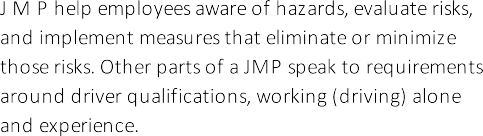 J M P help employees aware of hazards, evaluate risks,
and implement measures that eliminate or minimize
those risks. Other parts of a JMP speak to requirements
around driver qualifications, working (driving) alone
and experience.